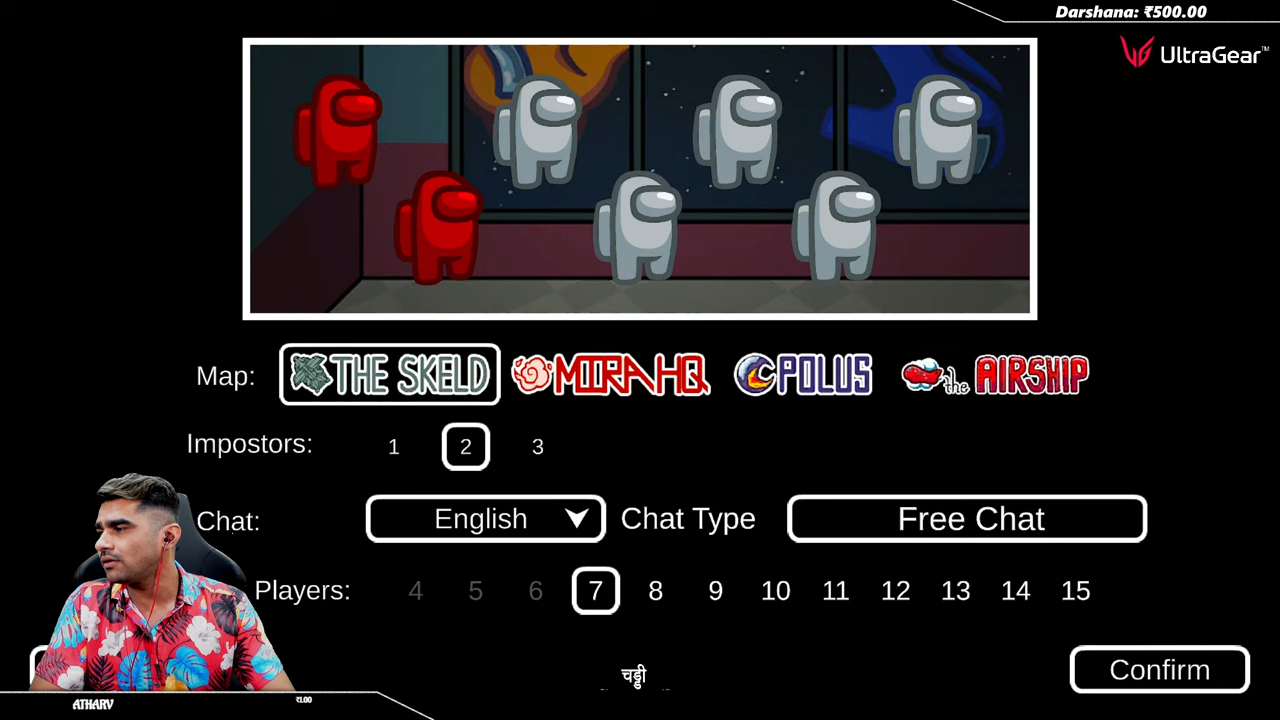 Darshana: ₹500.00
UltraGear™
Map: THE SKELD MIRA HQ POLUS the AIRSHIP
Impostors: 1 2 3
Chat: English Chat Type Free Chat
Players: 4 5 6 7 8 9 10 11 12 13 14 15
चड्डी
Confirm
ATHARV ₹1.00